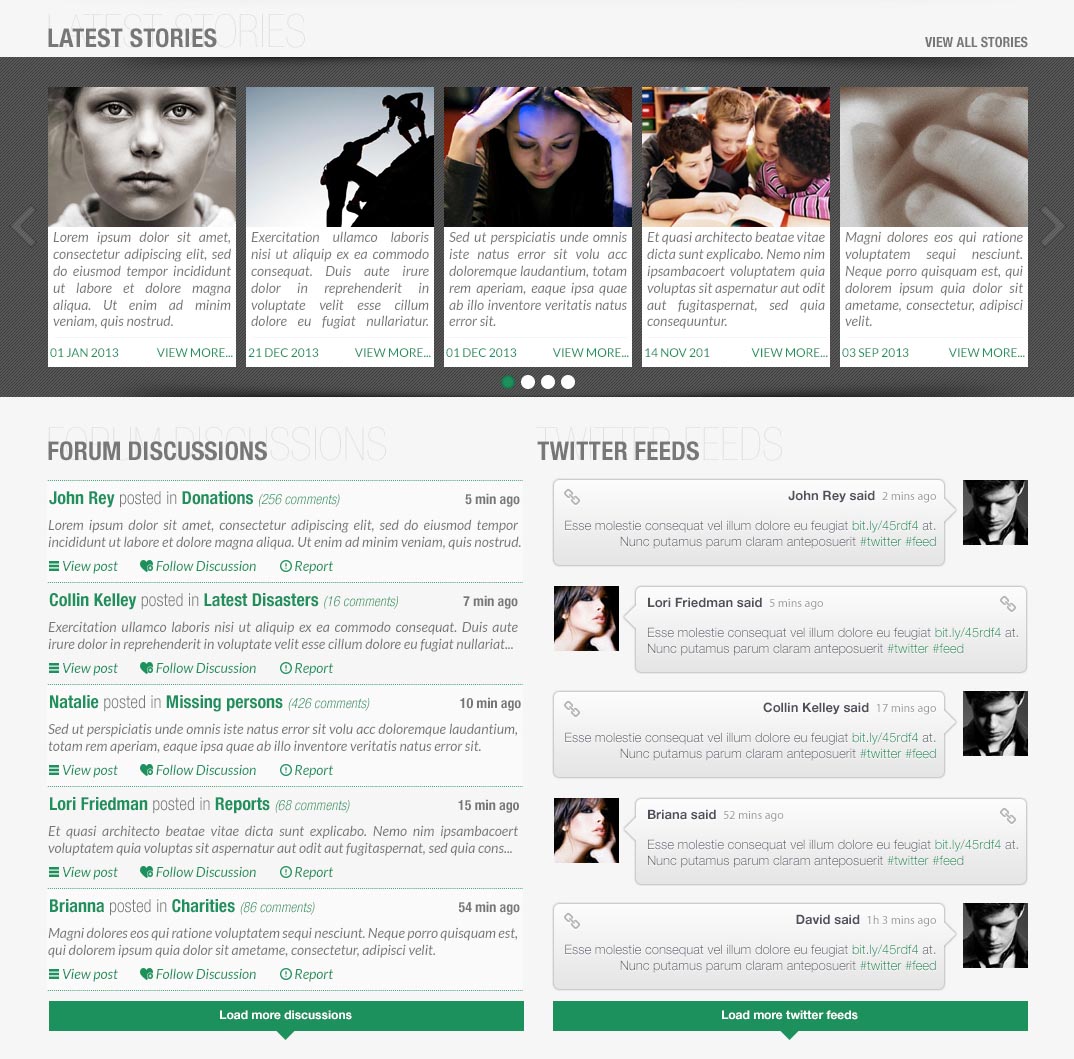 LATEST STORIES
LATEST STORIES
VIEW ALL STORIES
Lorem ipsum dolor sit amet,
consectetur adipiscing elit, sed
do eiusmod tempor incididunt
ut labore et dolore magna
aliqua. Ut enim ad minim
veniam, quis nostrud.
01 JAN 2013 VIEW MORE...
Exercitation ullamco laboris
nisi ut aliquip ex ea commodo
consequat. Duis aute irure
dolor in reprehenderit in
voluptate velit esse cillum
dolore eu fugiat nullariatur.
21 DEC 2013 VIEW MORE...
Sed ut perspiciatis unde omnis
iste natus error sit volu acc
doloremque laudantium, totam
rem aperiam, eaque ipsa quae
ab illo inventore veritatis natus
error sit.
01 DEC 2013 VIEW MORE...
Et quasi architecto beatae vitae
dicta sunt explicabo. Nemo nim
ipsambacoert voluptatem quia
voluptas sit aspernatur aut odit
aut fugitaspernat, sed quia
consequuntur.
14 NOV 201 VIEW MORE...
Magni dolores eos qui ratione
voluptatem sequi nesciunt.
Neque porro quisquam est, qui
dolorem ipsum quia dolor sit
ametame, consectetur, adipisci
velit.
03 SEP 2013 VIEW MORE...
FORUM DISCUSSIONS
FORUM DISCUSSIONS
John Rey posted in Donations (256 comments) 5 min ago
Lorem ipsum dolor sit amet, consectetur adipiscing elit, sed do eiusmod tempor
incididunt ut labore et dolore magna aliqua. Ut enim ad minim veniam, quis nostrud.
View post Follow Discussion Report
Collin Kelley posted in Latest Disasters (16 comments) 7 min ago
Exercitation ullamco laboris nisi ut aliquip ex ea commodo consequat. Duis aute
irure dolor in reprehenderit in voluptate velit esse cillum dolore eu fugiat nullariat...
View post Follow Discussion Report
Natalie posted in Missing persons (426 comments) 10 min ago
Sed ut perspiciatis unde omnis iste natus error sit volu acc doloremque laudantium,
totam rem aperiam, eaque ipsa quae ab illo inventore veritatis natus error sit.
View post Follow Discussion Report
Lori Friedman posted in Reports (68 comments) 15 min ago
Et quasi architecto beatae vitae dicta sunt explicabo. Nemo nim ipsambacoert
voluptatem quia voluptas sit aspernatur aut odit aut fugitaspernat, sed quia cons...
View post Follow Discussion Report
Brianna posted in Charities (86 comments) 54 min ago
Magni dolores eos qui ratione voluptatem sequi nesciunt. Neque porro quisquam est,
qui dolorem ipsum quia dolor sit ametame, consectetur, adipisci velit.
View post Follow Discussion Report
Load more discussions
TWITTER FEEDS
TWITTER FEEDS
John Rey said 2 mins ago
Esse molestie consequat vel illum dolore eu feugiat bit.ly/45rdf4 at.
Nunc putamus parum claram anteposuerit #twitter #feed
Lori Friedman said 5 mins ago
Esse molestie consequat vel illum dolore eu feugiat bit.ly/45rdf4 at.
Nunc putamus parum claram anteposuerit #twitter #feed
Collin Kelley said 17 mins ago
Esse molestie consequat vel illum dolore eu feugiat bit.ly/45rdf4 at.
Nunc putamus parum claram anteposuerit #twitter #feed
Briana said 52 mins ago
Esse molestie consequat vel illum dolore eu feugiat bit.ly/45rdf4 at.
Nunc putamus parum claram anteposuerit #twitter #feed
David said 1h 3 mins ago
Esse molestie consequat vel illum dolore eu feugiat bit.ly/45rdf4 at.
Nunc putamus parum claram anteposuerit #twitter #feed
Load more twitter feeds